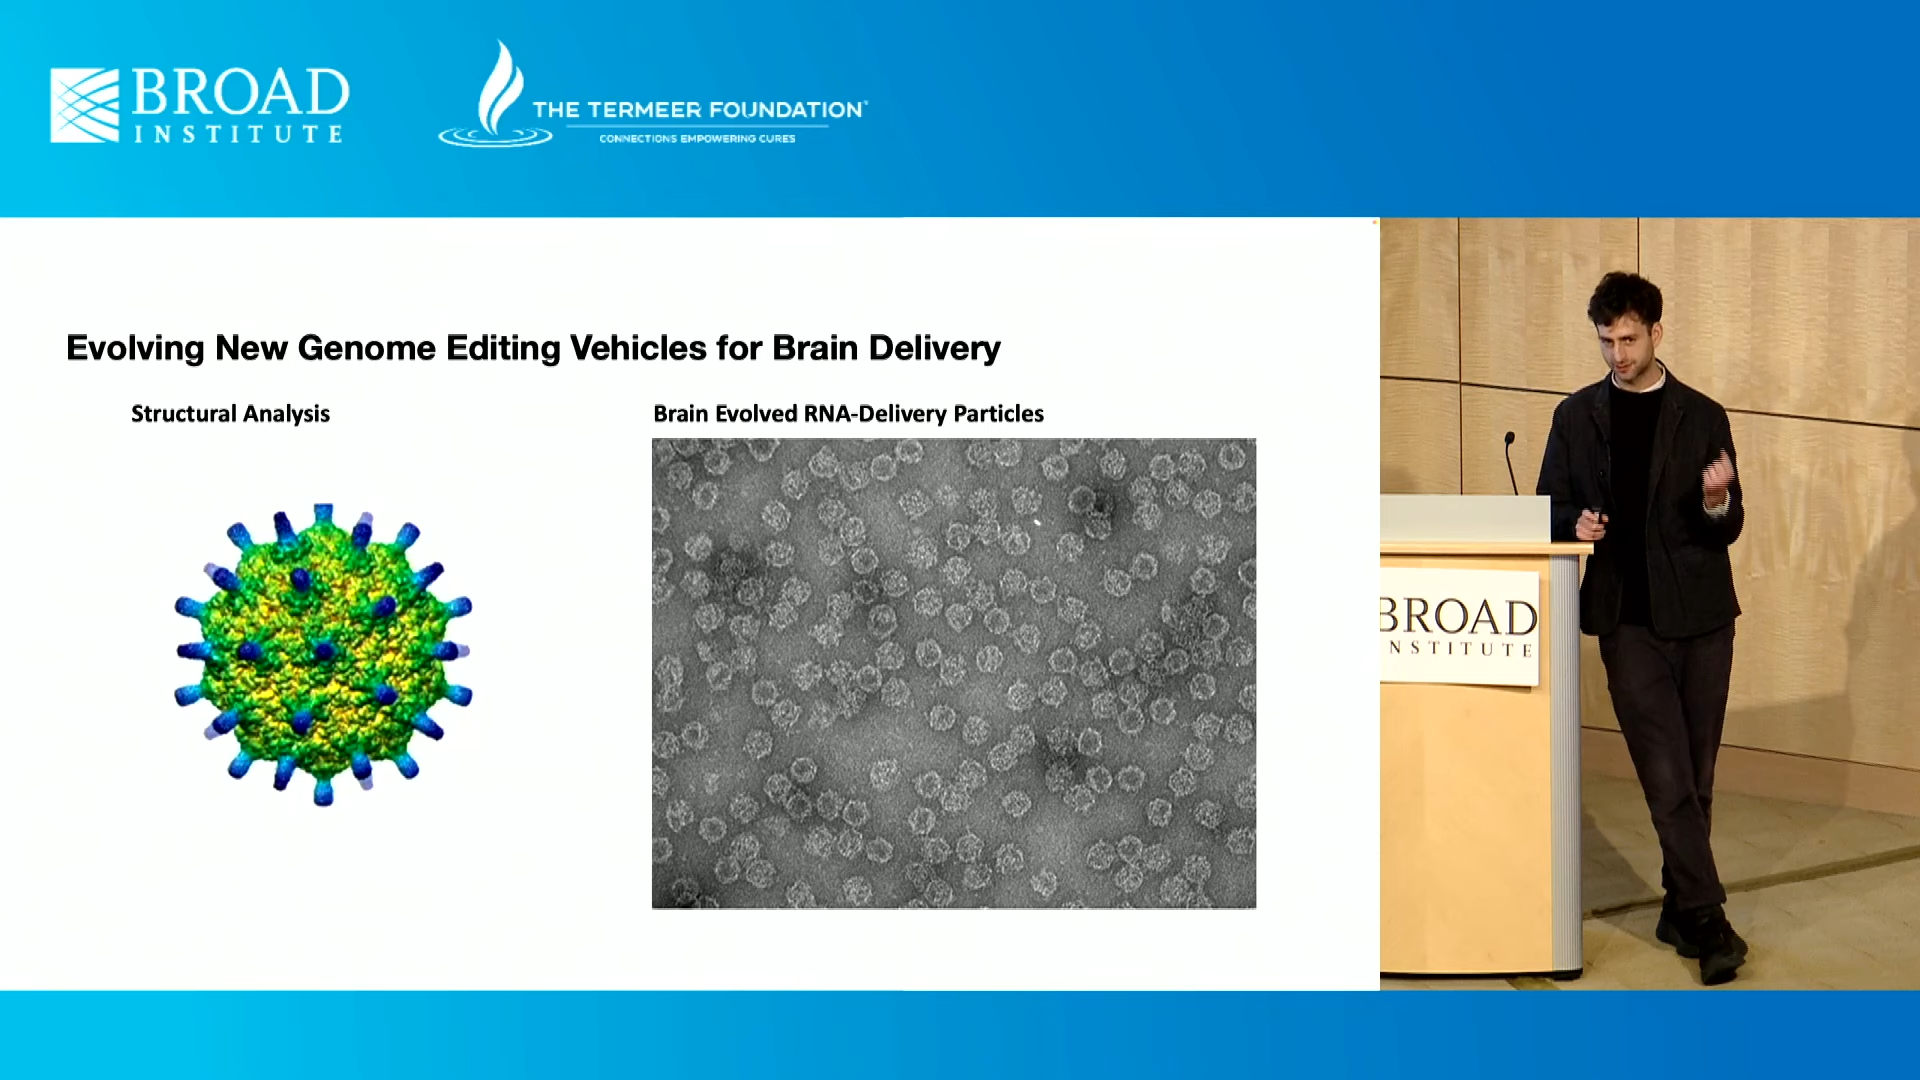 BROAD
INSTITUTE
THE TERMEER FOUNDATION
CONNECTIONS EMPOWERING CURES
Evolving New Genome Editing Vehicles for Brain Delivery
Structural Analysis
Brain Evolved RNA-Delivery Particles
BROAD
INSTITUTE